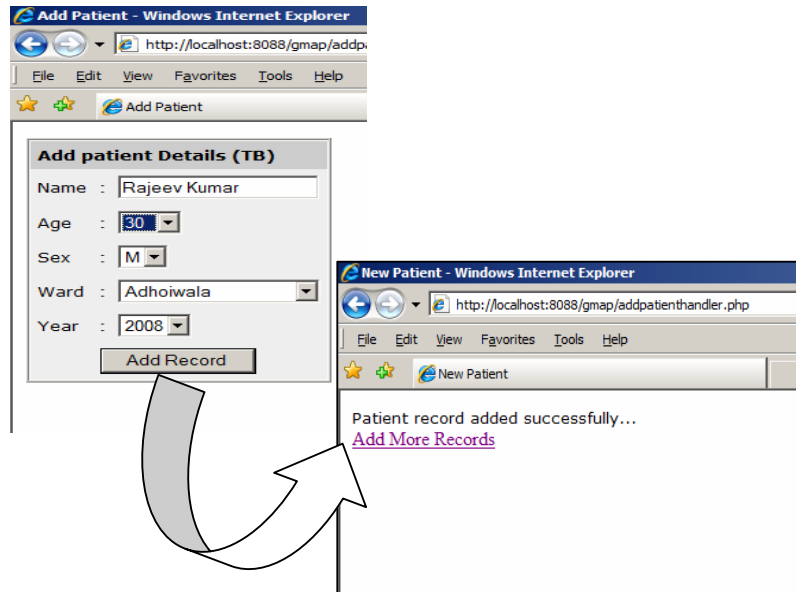 Add Patient - Windows Internet Explorer
http://localhost:8088/gmap/addpa
File Edit View Favorites Tools Help
Add Patient
Add patient Details (TB)
Name : Rajeev Kumar
Age : 30
Sex : M
Ward : Adhoiwala
Year : 2008
Add Record
New Patient - Windows Internet Explorer
http://localhost:8088/gmap/addpatienthandler.php
File Edit View Favorites Tools Help
New Patient
Patient record added successfully...
Add More Records